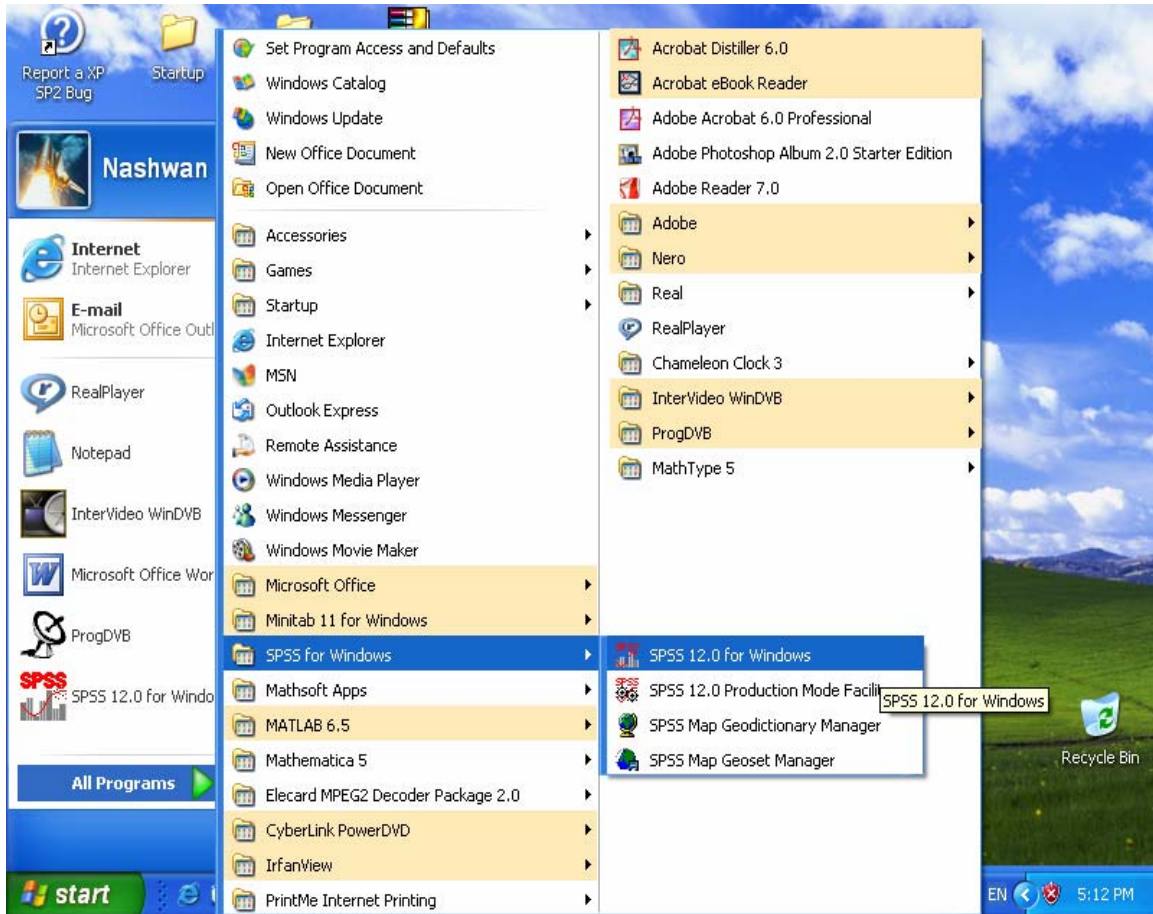 Report a XP
SP2 Bug
Startup
Nashwan
Internet
Internet Explorer
E-mail
Microsoft Office Outl
RealPlayer
Notepad
InterVideo WinDVB
Microsoft Office Wor
ProgDVB
SPSS
SPSS 12.0 for Windo
All Programs
start
Set Program Access and Defaults
Windows Catalog
Windows Update
New Office Document
Open Office Document
Accessories
Games
Startup
Internet Explorer
MSN
Outlook Express
Remote Assistance
Windows Media Player
Windows Messenger
Windows Movie Maker
Microsoft Office
Minitab 11 for Windows
SPSS for Windows
Mathsoft Apps
MATLAB 6.5
Mathematica 5
Elecard MPEG2 Decoder Package 2.0
CyberLink PowerDVD
IrfanView
PrintMe Internet Printing
Acrobat Distiller 6.0
Acrobat eBook Reader
Adobe Acrobat 6.0 Professional
Adobe Photoshop Album 2.0 Starter Edition
Adobe Reader 7.0
Adobe
Nero
Real
RealPlayer
Chameleon Clock 3
InterVideo WinDVB
ProgDVB
MathType 5
SPSS 12.0 for Windows
SPSS 12.0 Production Mode Facilit
SPSS 12.0 for Windows
SPSS Map Geodictionary Manager
SPSS Map Geoset Manager
Recycle Bin
EN
5:12 PM